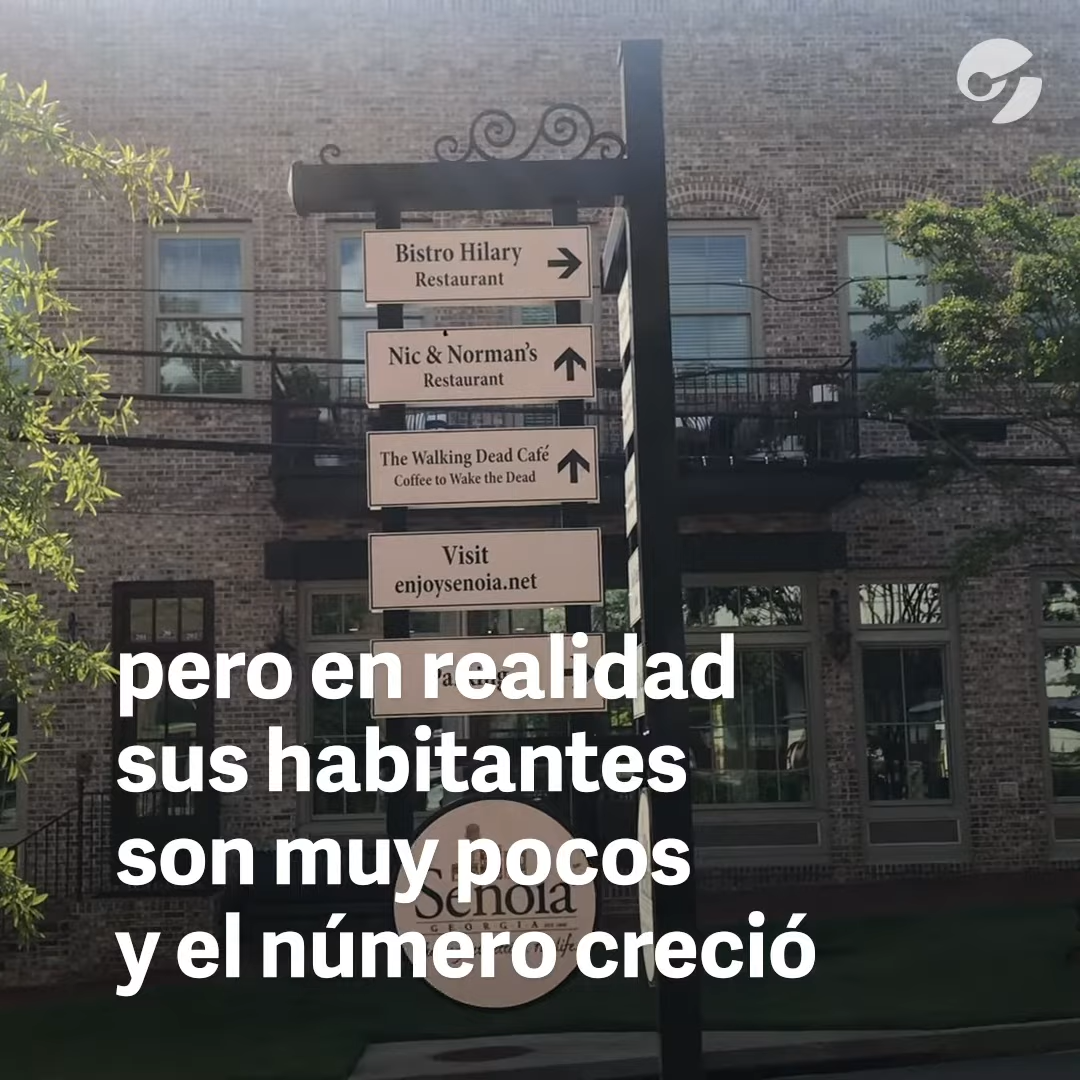 Bistro Hilary
Restaurant
Nic & Norman's
Restaurant
The Walking Dead Café
Coffee to Wake the Dead
Visit
enjoysenoia.net
Parking
pero en realidad
sus habitantes
son muy pocos
y el número creció
Senoia
GEORGIA